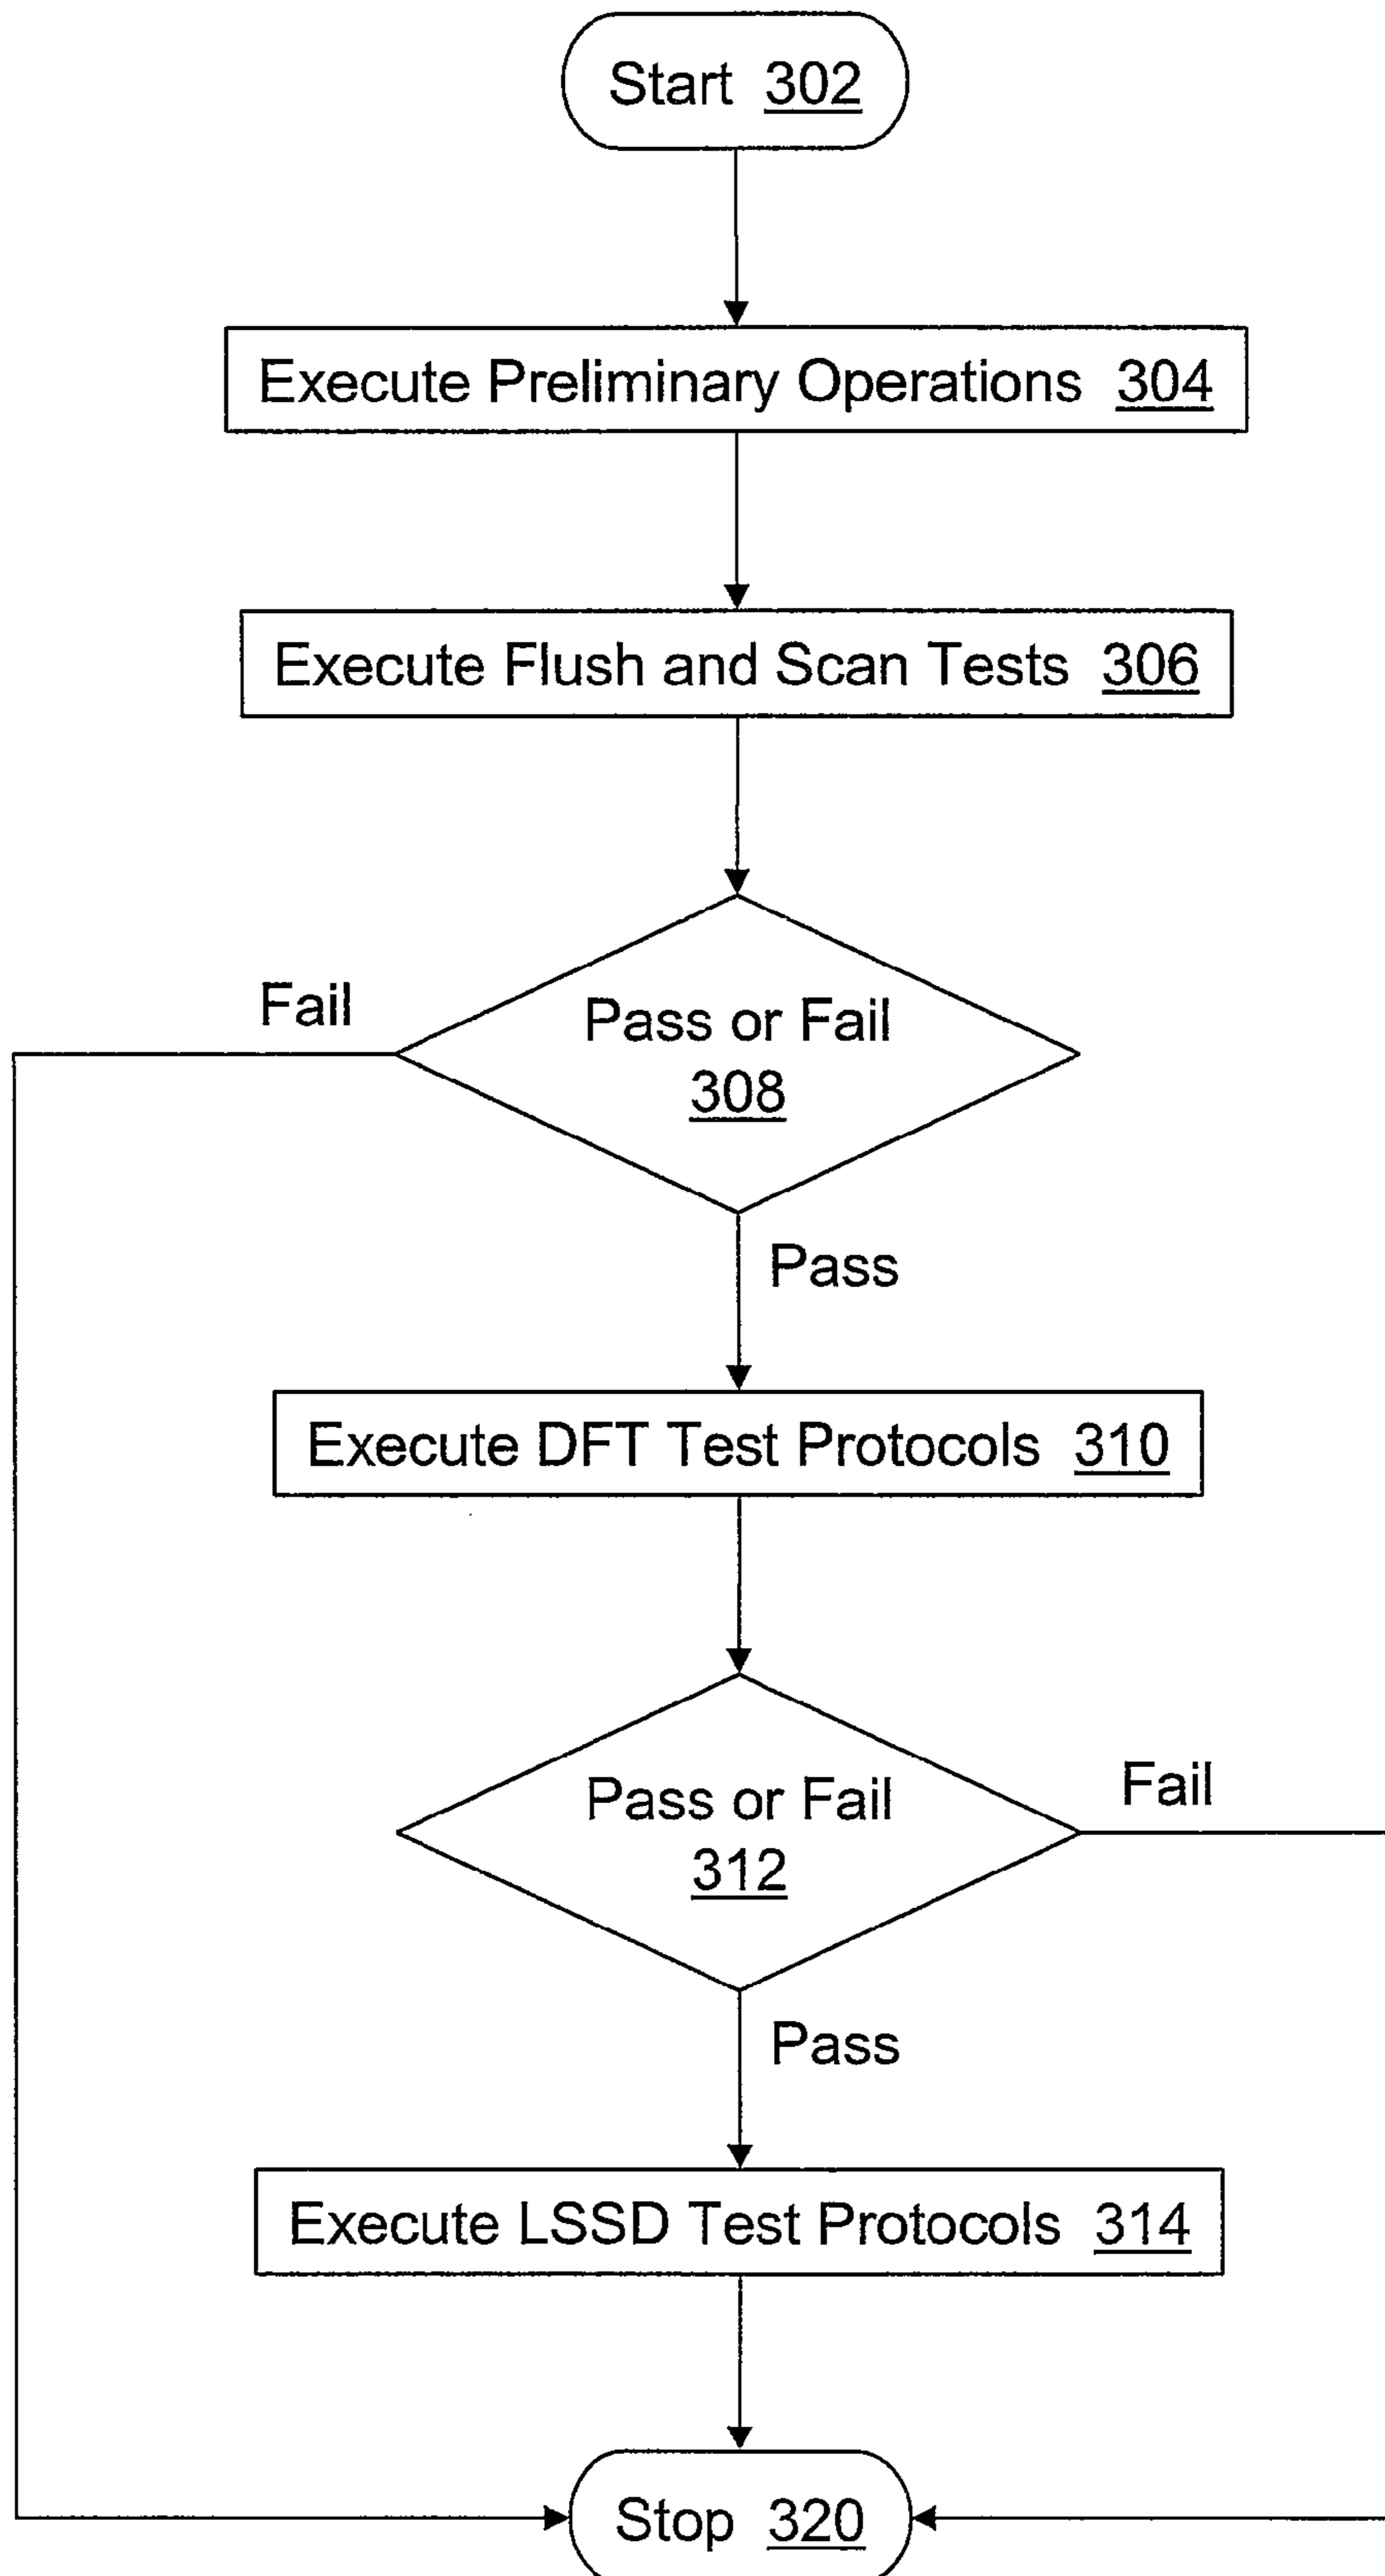 Start 302
Execute Preliminary Operations 304
Execute Flush and Scan Tests 306
Fail
Pass or Fail
308
Pass
Execute DFT Test Protocols 310
Pass or Fail
312
Fail
Pass
Execute LSSD Test Protocols 314
Stop 320